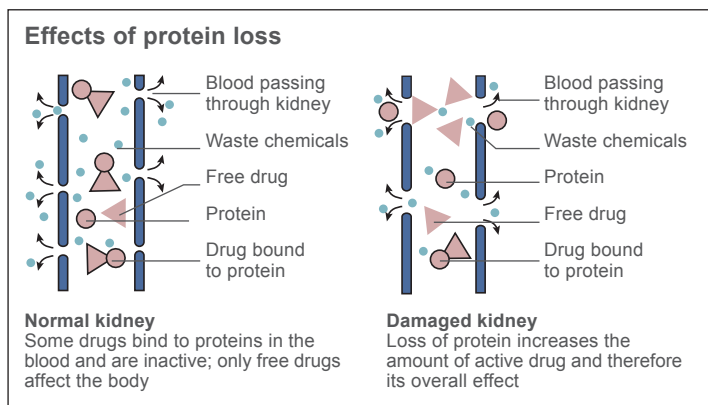 Effects of protein loss
Blood passing
through kidney
Waste chemicals
Free drug
Protein
Drug bound
to protein
Normal kidney
Some drugs bind to proteins in the
blood and are inactive; only free drugs
affect the body
Blood passing
through kidney
Waste chemicals
Protein
Free drug
Drug bound
to protein
Damaged kidney
Loss of protein increases the
amount of active drug and therefore
its overall effect